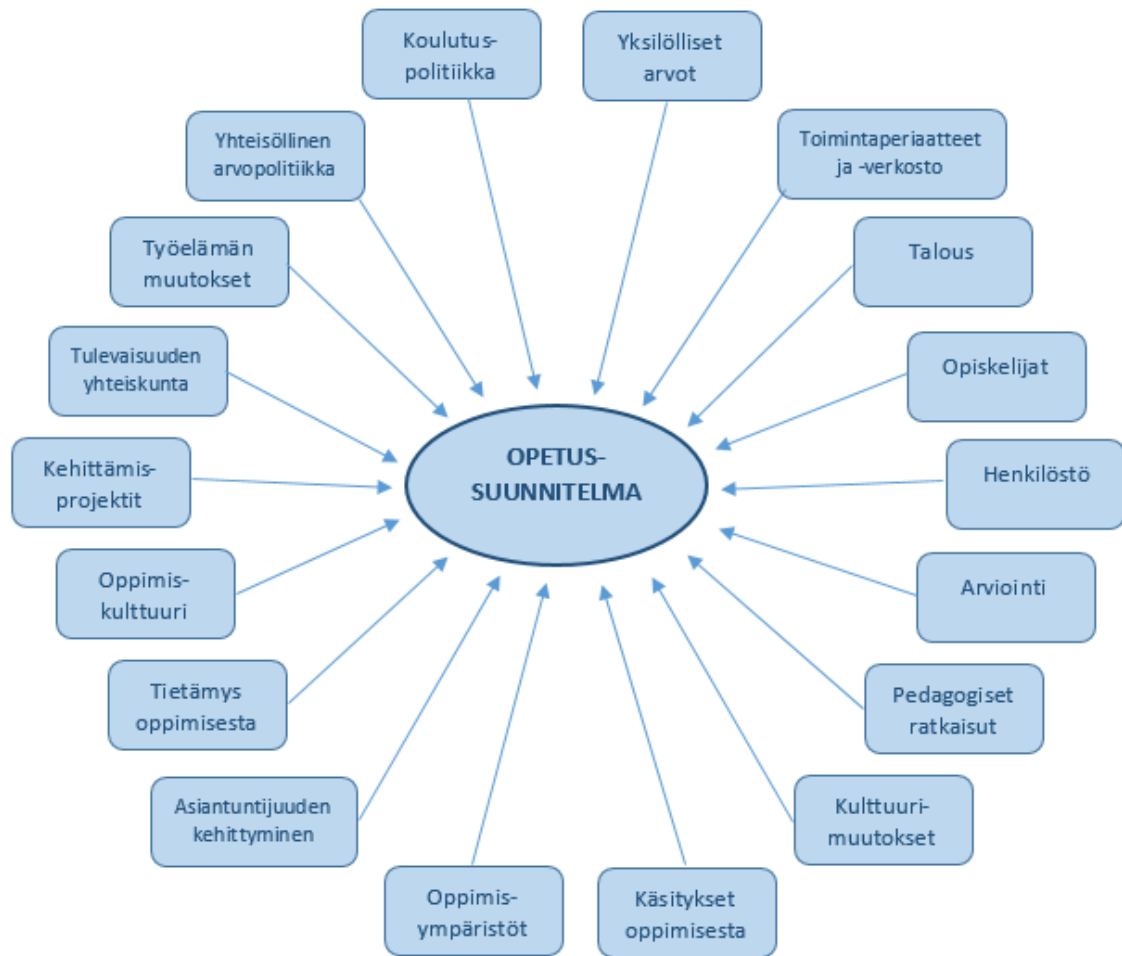 Koulutus-
politiikka
Yksilölliset
arvot
Yhteisöllinen
arvopolitiikka
Toimintaperiaatteet
ja -verkosto
Työelämän
muutokset
Talous
Tulevaisuuden
yhteiskunta
Opiskelijat
OPETUS-
SUUNNITELMA
Kehittämis-
projektit
Henkilöstö
Oppimis-
kulttuuri
Arviointi
Tietämys
oppimisesta
Pedagogiset
ratkaisut
Asiantuntijuuden
kehittyminen
Kulttuuri-
muutokset
Oppimis-
ympäristöt
Käsitykset
oppimisesta